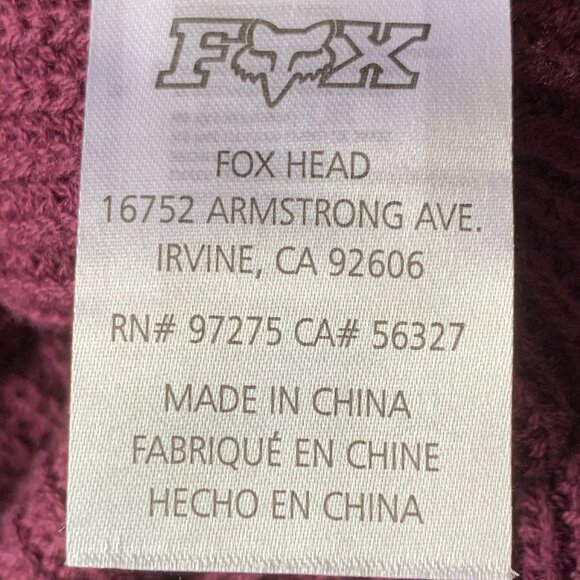 FOX
FOX HEAD
16752 ARMSTRONG AVE.
IRVINE, CA 92606
RN# 97275 CA# 56327
MADE IN CHINA
FABRIQUÉ EN CHINE
HECHO EN CHINA